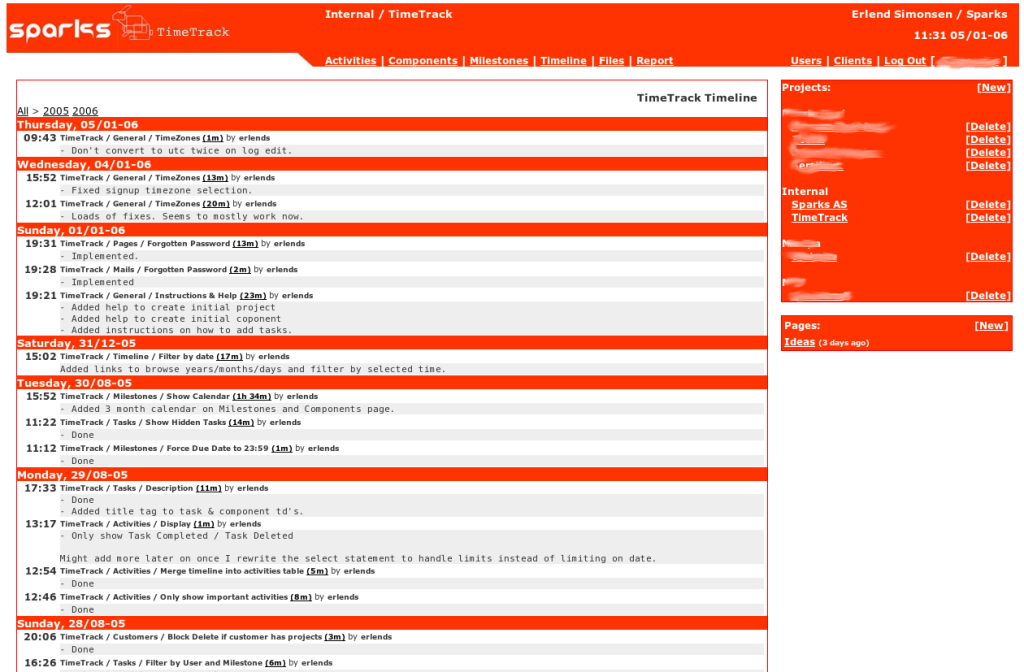 sparks TimeTrack
Internal / TimeTrack
Erlend Simonsen / Sparks
11:31 05/01-06
Activities | Components | Milestones | Timeline | Files | Report
Users | Clients | Log Out [ ]
TimeTrack Timeline
All > 2005 2006
Thursday, 05/01-06
09:43 TimeTrack / General / TimeZones (1m) by erlends
- Don't convert to utc twice on log edit.
Wednesday, 04/01-06
15:52 TimeTrack / General / TimeZones (13m) by erlends
- Fixed signup timezone selection.
12:01 TimeTrack / General / TimeZones (20m) by erlends
- Loads of fixes. Seems to mostly work now.
Sunday, 01/01-06
19:31 TimeTrack / Pages / Forgotten Password (13m) by erlends
- Implemented.
19:28 TimeTrack / Mails / Forgotten Password (2m) by erlends
- Implemented
19:21 TimeTrack / General / Instructions & Help (23m) by erlends
- Added help to create initial project
- Added help to create initial coponent
- Added instructions on how to add tasks.
Saturday, 31/12-05
15:02 TimeTrack / Timeline / Filter by date (17m) by erlends
Added links to browse years/months/days and filter by selected time.
Tuesday, 30/08-05
15:52 TimeTrack / Milestones / Show Calendar (1h 34m) by erlends
- Added 3 month calendar on Milestones and Components page.
11:22 TimeTrack / Tasks / Show Hidden Tasks (14m) by erlends
- Done
11:12 TimeTrack / Milestones / Force Due Date to 23:59 (1m) by erlends
- Done
Monday, 29/08-05
17:33 TimeTrack / Tasks / Description (11m) by erlends
- Done
- Added title tag to task & component td's.
13:17 TimeTrack / Activities / Display (1m) by erlends
- Only show Task Completed / Task Deleted
Might add more later on once I rewrite the select statement to handle limits instead of limiting on date.
12:54 TimeTrack / Activities / Merge timeline into activities table (5m) by erlends
- Done
12:46 TimeTrack / Activities / Only show important activities (8m) by erlends
- Done
Sunday, 28/08-05
20:06 TimeTrack / Customers / Block Delete if customer has projects (3m) by erlends
- Done
16:26 TimeTrack / Tasks / Filter by User and Milestone (6m) by erlends
Projects: [New]
[Delete]
[Delete]
[Delete]
[Delete]
Internal
Sparks AS [Delete]
TimeTrack [Delete]
[Delete]
[Delete]
Pages: [New]
Ideas (3 days ago)